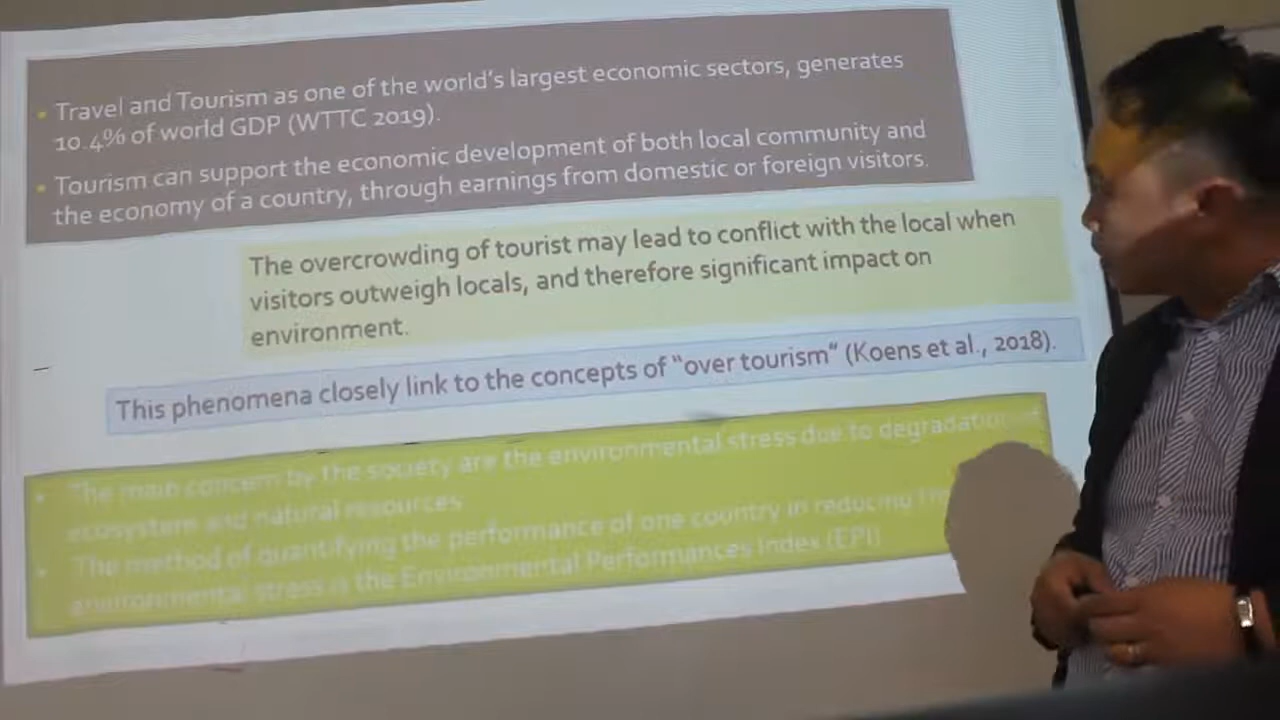 Travel and Tourism as one of the world's largest economic sectors, generates
10.4% of world GDP (WTTC 2019).
Tourism can support the economic development of both local community and
the economy of a country, through earnings from domestic or foreign visitors.
The overcrowding of tourist may lead to conflict with the local when
visitors outweigh locals, and therefore significant impact on
environment.
This phenomena closely link to the concepts of "over tourism" (Koens et al., 2018).
The main concern by the society are the environmental stress due to
ecosystem and natural resources
The method of quantifying the performance of one country in reducing
environmental stress is the Environmental Performances Index (EPI)